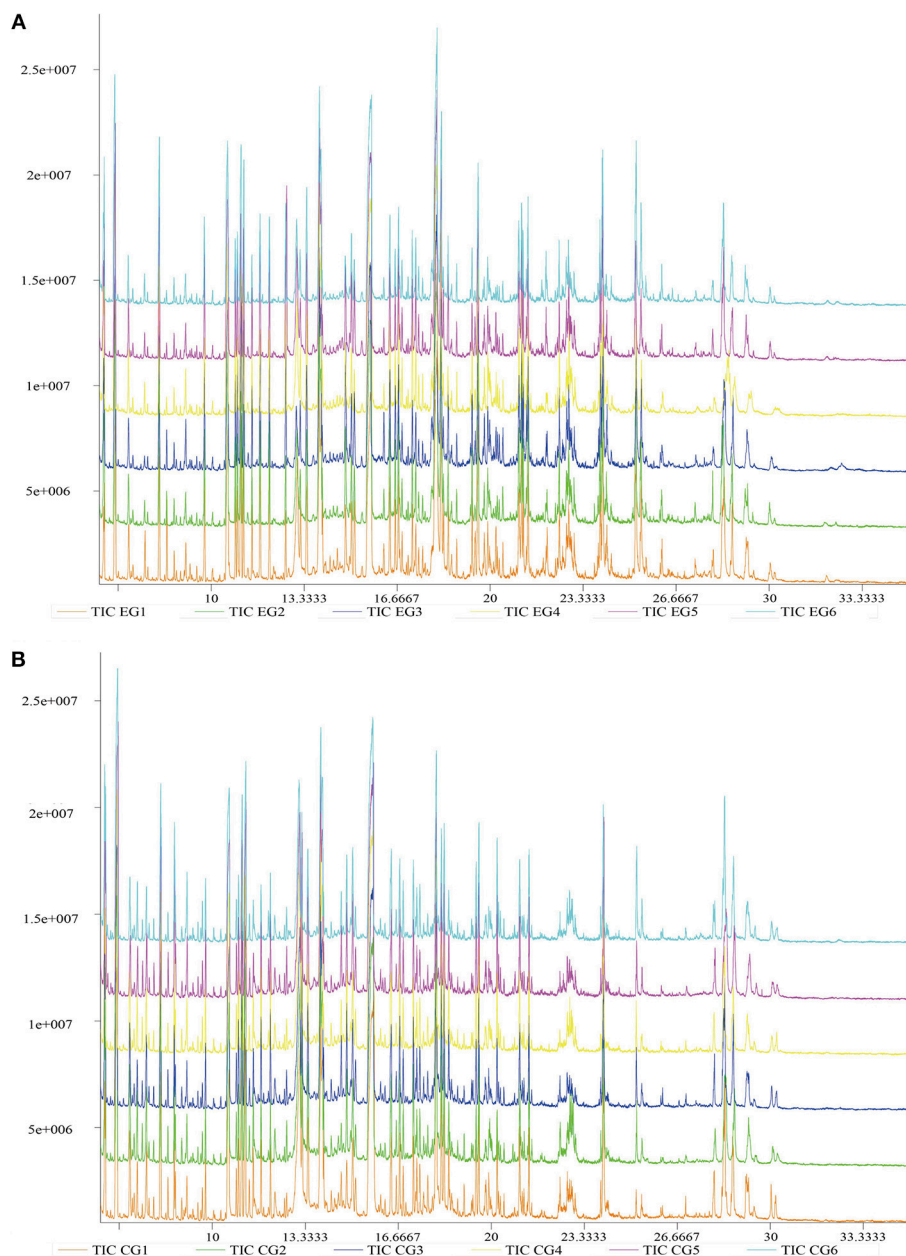 A
2.5e+007
2e+007
1.5e+007
1e+007
5e+006
10 13.3333 16.6667 20 23.3333 26.6667 30 33.3333
TIC EG1 TIC EG2 TIC EG3 TIC EG4 TIC EG5 TIC EG6
B
2.5e+007
2e+007
1.5e+007
1e+007
5e+006
10 13.3333 16.6667 20 23.3333 26.6667 30 33.3333
TIC CG1 TIC CG2 TIC CG3 TIC CG4 TIC CG5 TIC CG6